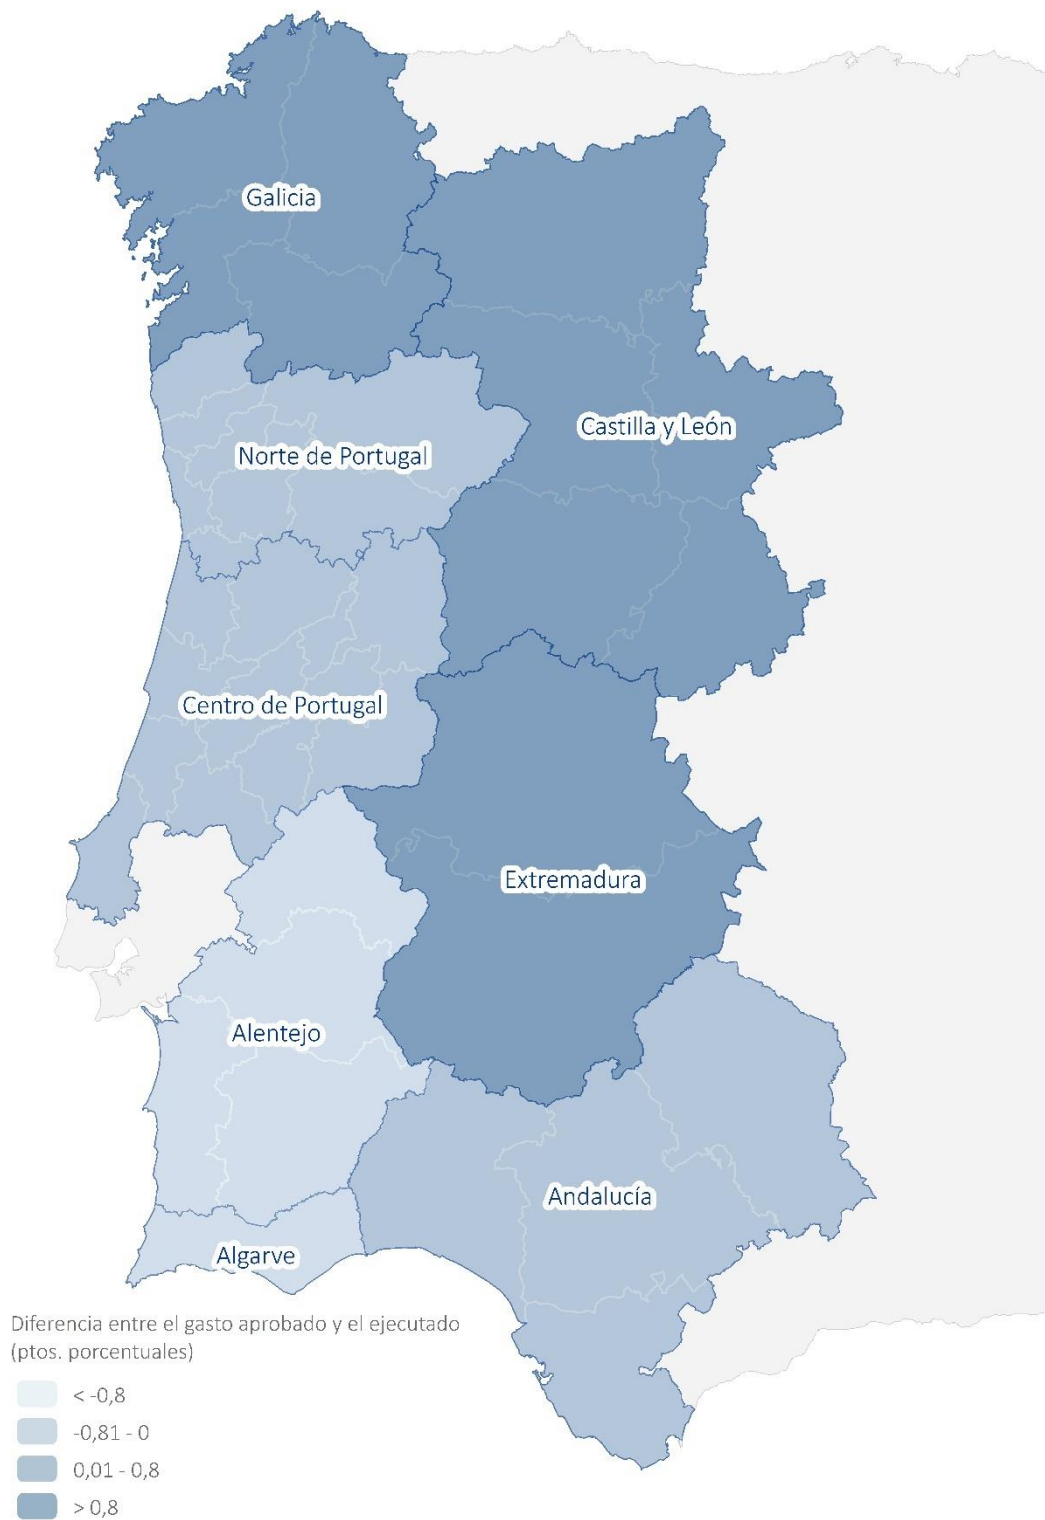 Galicia
Castilla y León
Norte de Portugal
Centro de Portugal
Extremadura
Alentejo
Andalucía
Algarve
Diferencia entre el gasto aprobado y el ejecutado
(ptos. porcentuales)
< -0,8
-0,81 - 0
0,01 - 0,8
> 0,8